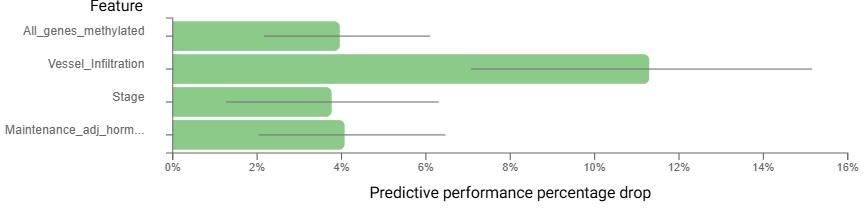 Feature
All_genes_methylated
Vessel_Infiltration
Stage
Maintenance_adj_horm...
0% 2% 4% 6% 8% 10% 12% 14% 16%
Predictive performance percentage drop